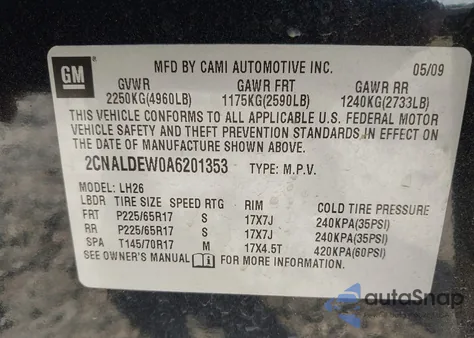 GM
MFD BY CAMI AUTOMOTIVE INC. 05/09
GVWR GAWR FRT GAWR RR
2250KG(4960LB) 1175KG(2590LB) 1240KG(2733LB)
THIS VEHICLE CONFORMS TO ALL APPLICABLE U.S. FEDERAL
MOTOR VEHICLE SAFETY AND THEFT PREVENTION
STANDARDS IN EFFECT ON THE
DATE OF MANUFACTURE SHOWN ABOVE.
2CNALDEW0A6201353 TYPE: M.P.V.
MODEL: LH26
LBDR TIRE SIZE SPEED RTG RIM COLD TIRE PRESSURE
FRT P225/65R17 S 17X7J 240KPA(35PSI)
RR P225/65R17 S 17X7J 240KPA(35PSI)
SPA T145/70R17 M 17X4.5T 420KPA(60PSI)
SEE OWNER'S MANUAL FOR MORE INFORMATION.
autoSnap